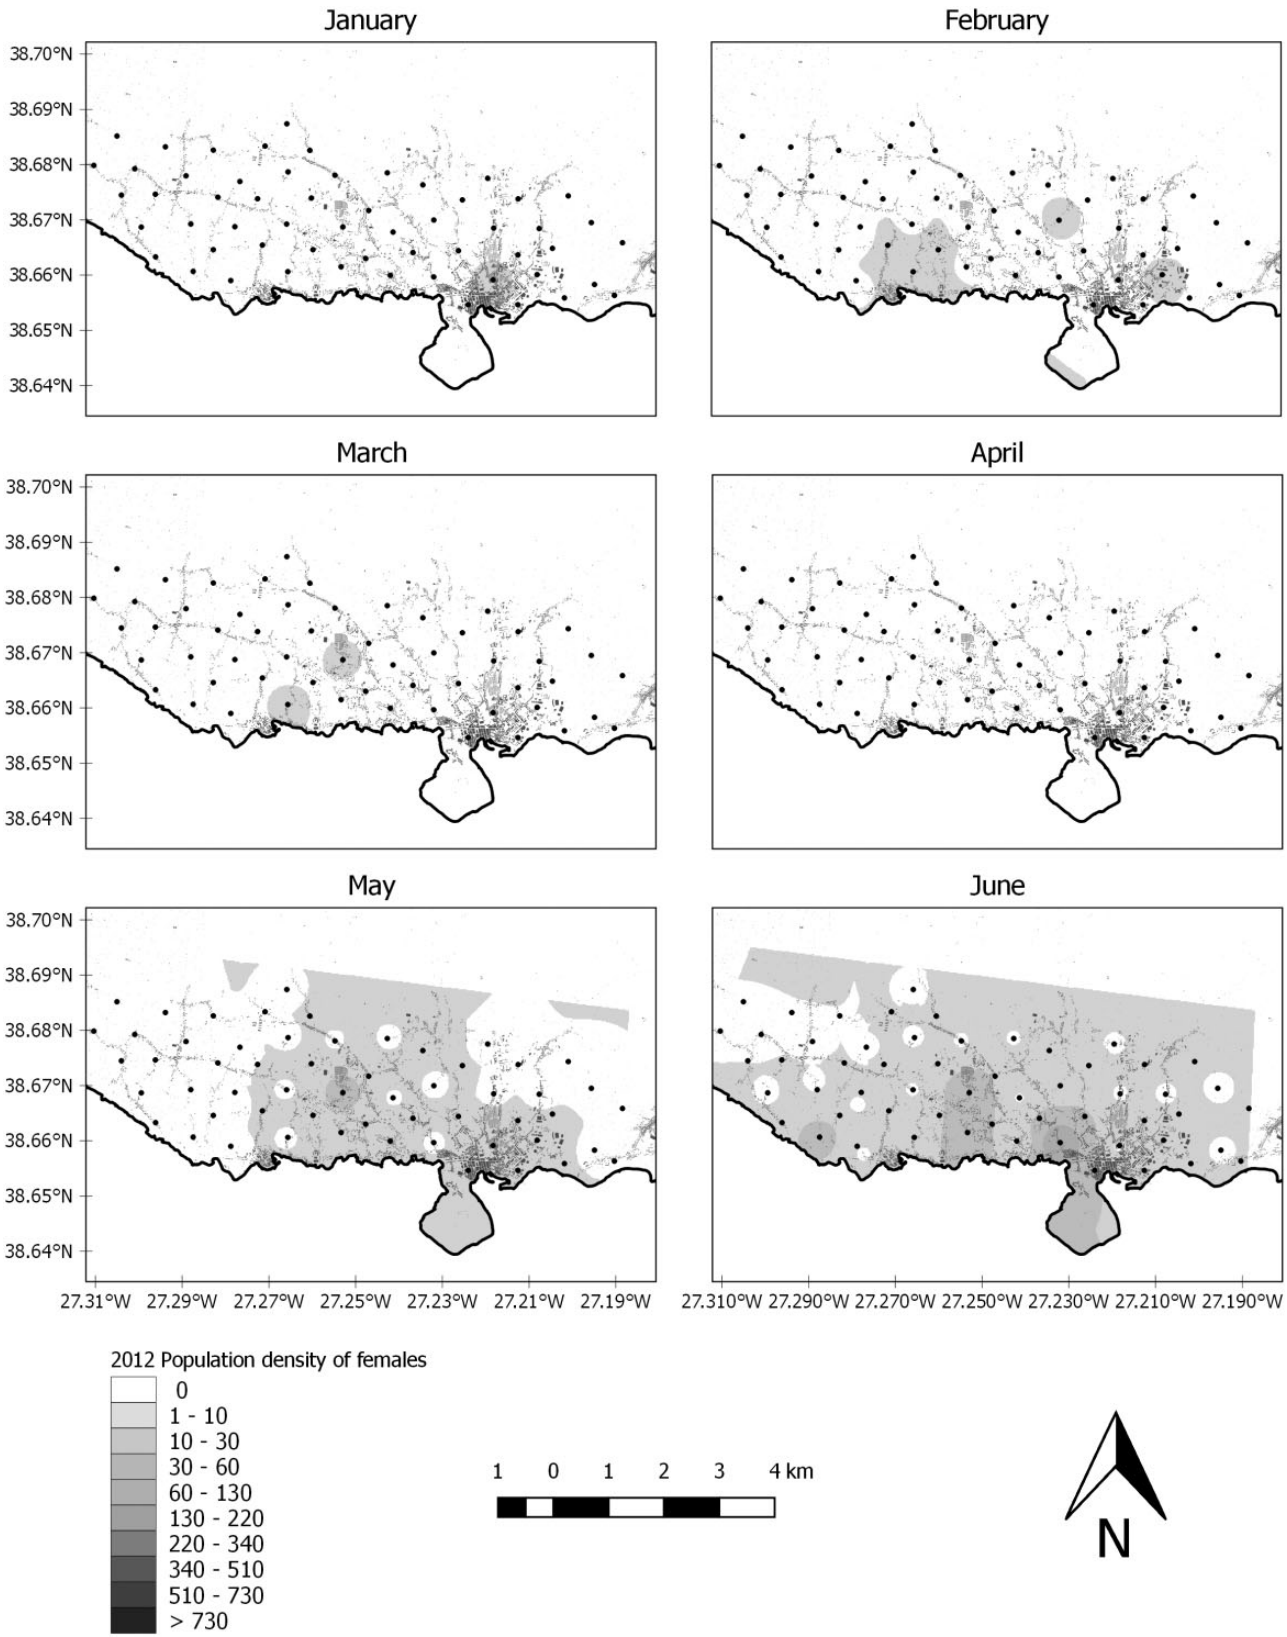 January
February
38.70°N
38.69°N
38.68°N
38.67°N
38.66°N
38.65°N
38.64°N
March
April
38.70°N
38.69°N
38.68°N
38.67°N
38.66°N
38.65°N
38.64°N
May
June
38.70°N
38.69°N
38.68°N
38.67°N
38.66°N
38.65°N
38.64°N
27.31°W 27.29°W 27.27°W 27.25°W 27.23°W 27.21°W 27.19°W
27.310°W 27.290°W 27.270°W 27.250°W 27.230°W 27.210°W 27.190°W
2012 Population density of females
0
1 - 10
10 - 30
30 - 60
60 - 130
130 - 220
220 - 340
340 - 510
510 - 730
> 730
1 0 1 2 3 4 km
N